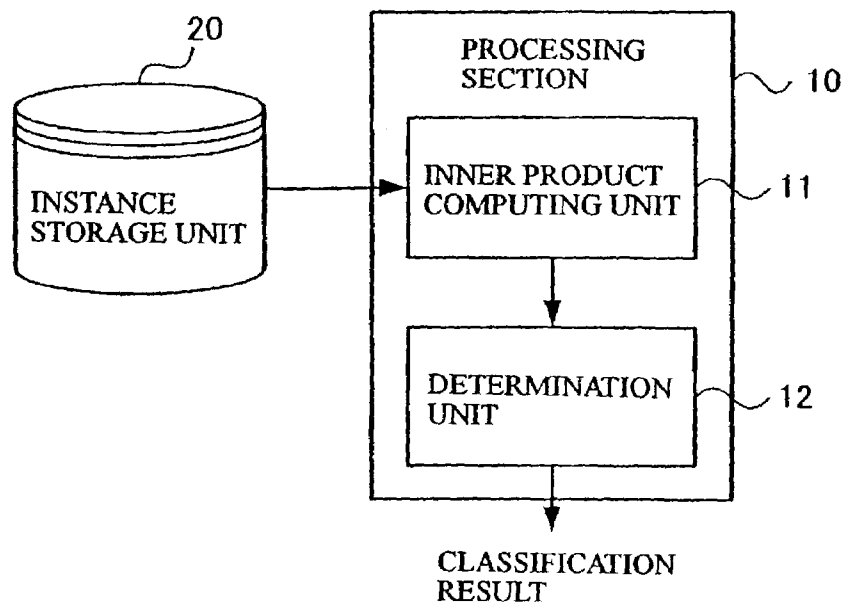 20
PROCESSING
SECTION
10
INSTANCE
STORAGE UNIT
INNER PRODUCT
COMPUTING UNIT
11
DETERMINATION
UNIT
12
CLASSIFICATION
RESULT